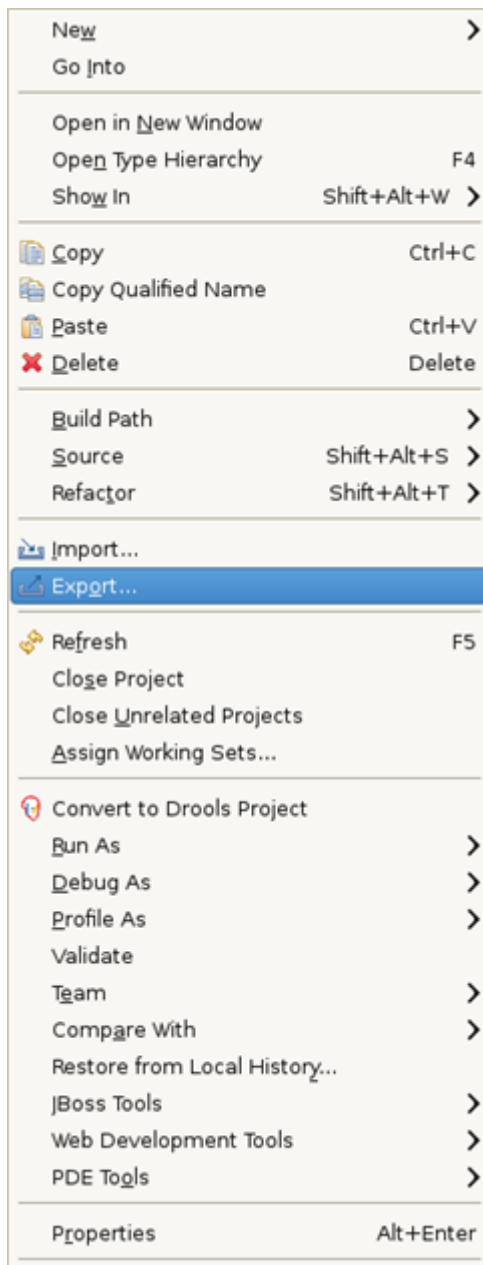 New
Go Into
Open in New Window
Open Type Hierarchy F4
Show In Shift+Alt+W
Copy Ctrl+C
Copy Qualified Name
Paste Ctrl+V
Delete Delete
Build Path
Source Shift+Alt+S
Refactor Shift+Alt+T
Import...
Export...
Refresh F5
Close Project
Close Unrelated Projects
Assign Working Sets...
Convert to Drools Project
Run As
Debug As
Profile As
Validate
Team
Compare With
Restore from Local History...
JBoss Tools
Web Development Tools
PDE Tools
Properties Alt+Enter